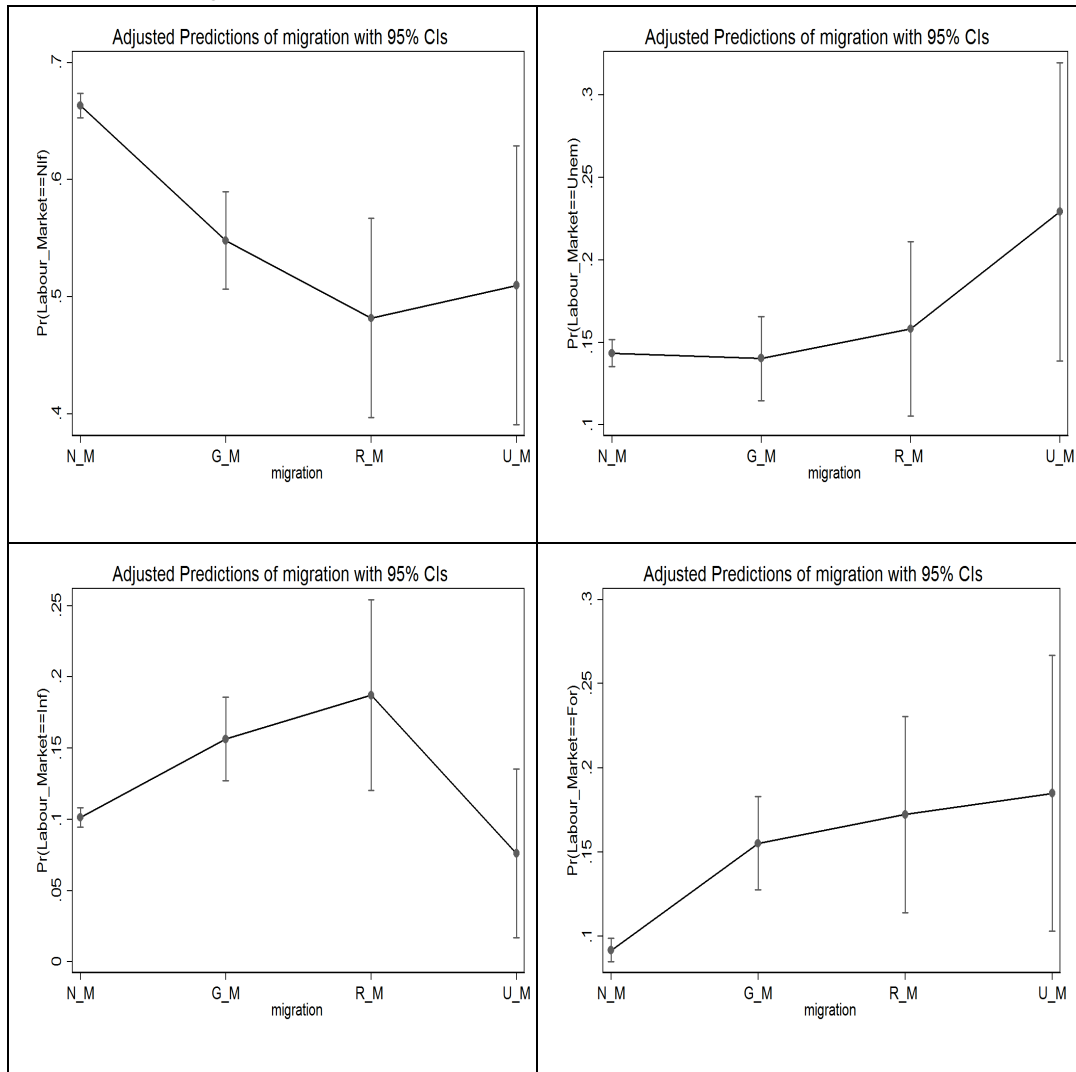 Adjusted Predictions of migration with 95% CIs
Pr(Labour_Market==Nlf)
.7
.6
.5
.4
N_M G_M R_M U_M
migration
Adjusted Predictions of migration with 95% CIs
Pr(Labour_Market==Unem)
.3
.25
.2
.15
.1
N_M G_M R_M U_M
migration
Adjusted Predictions of migration with 95% CIs
Pr(Labour_Market==Inf)
.25
.2
.15
.1
.05
0
N_M G_M R_M U_M
migration
Adjusted Predictions of migration with 95% CIs
Pr(Labour_Market==For)
.3
.25
.2
.15
.1
N_M G_M R_M U_M
migration